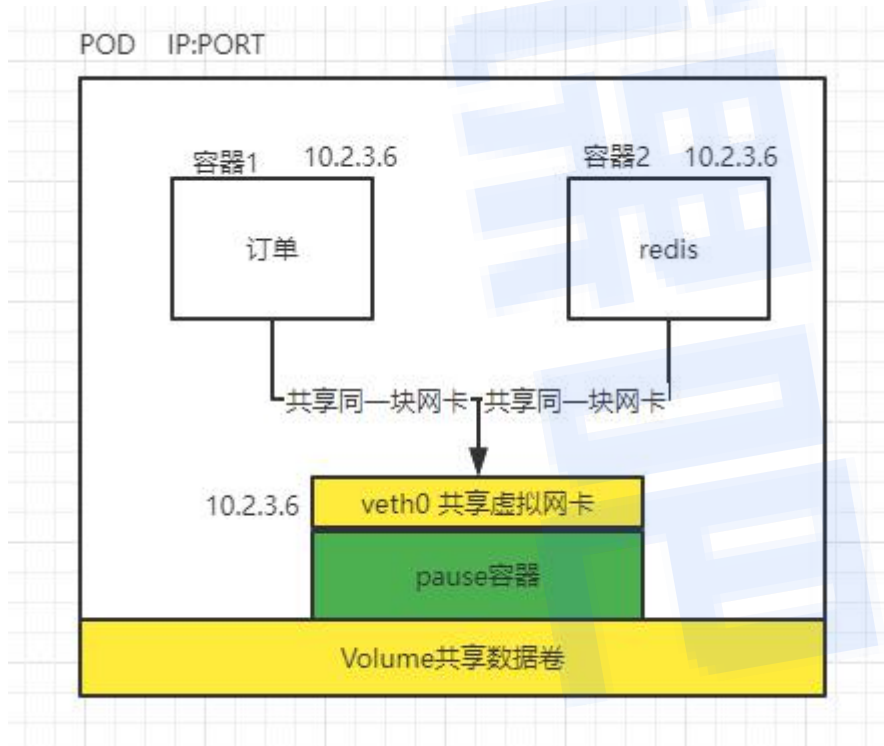 POD IP:PORT
容器1 10.2.3.6
容器2 10.2.3.6
订单
redis
共享同一块网卡
共享同一块网卡
10.2.3.6
veth0 共享虚拟网卡
pause容器
Volume共享数据卷